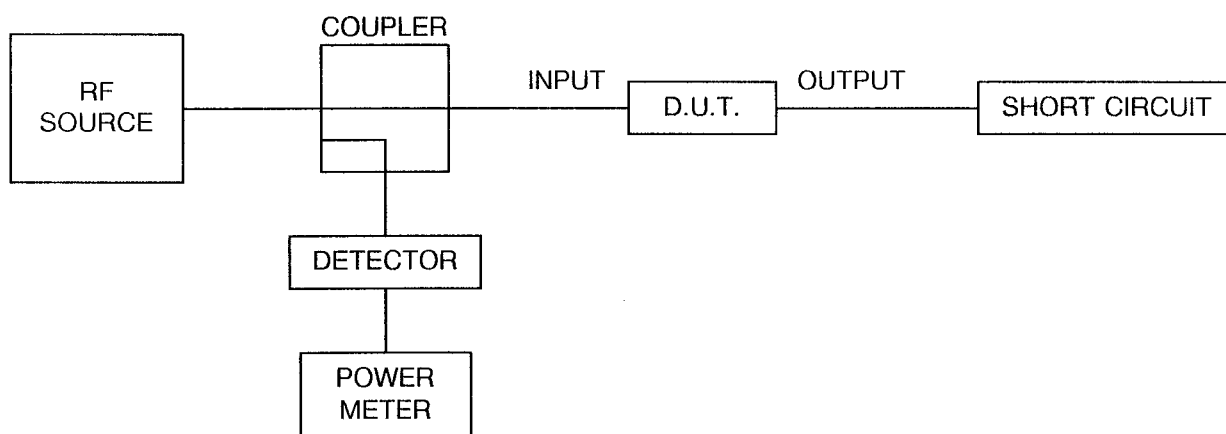 COUPLER
RF
SOURCE
INPUT
D.U.T.
OUTPUT
SHORT CIRCUIT
DETECTOR
POWER
METER